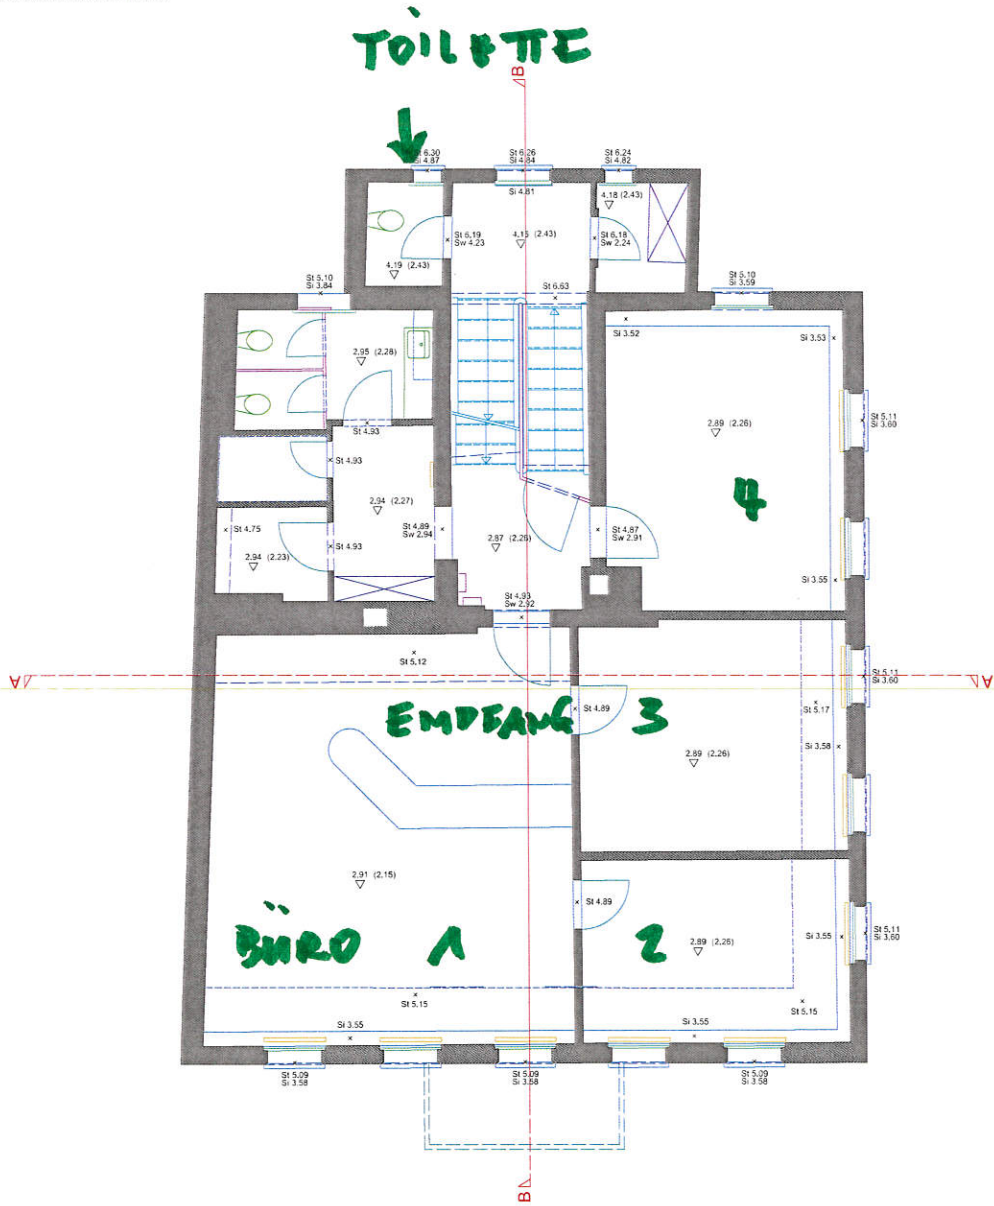 TOILETTE
B
St 6.30
Si 4.87
St 6.26
Si 4.84
St 6.24
Si 4.82
Si 4.81
4.18 (2.43)
St 6.19
Sw 4.23
4.15 (2.43)
St 6.18
Sw 2.24
4.19 (2.43)
St 5.10
Si 3.84
St 6.63
St 5.10
Si 3.59
Si 3.52
Si 3.53
2.95 (2.28)
St 4.93
2.89 (2.26)
St 5.11
Si 3.60
St 4.93
4
2.94 (2.27)
St 4.75
St 4.89
Sw 2.94
St 4.87
Sw 2.91
2.87 (2.26)
St 4.93
2.94 (2.23)
Si 3.55
St 4.93
Sw 2.92
St 5.12
A
A
St 5.11
Si 3.60
EMPFANG 3
St 4.89
St 5.17
Si 3.58
2.89 (2.26)
2.91 (2.15)
St 4.89
BÜRO 1 2
2.89 (2.26)
Si 3.55
St 5.11
Si 3.60
St 5.15
St 5.15
Si 3.55
Si 3.55
St 5.09
Si 3.58
St 5.09
Si 3.58
St 5.09
Si 3.58
B